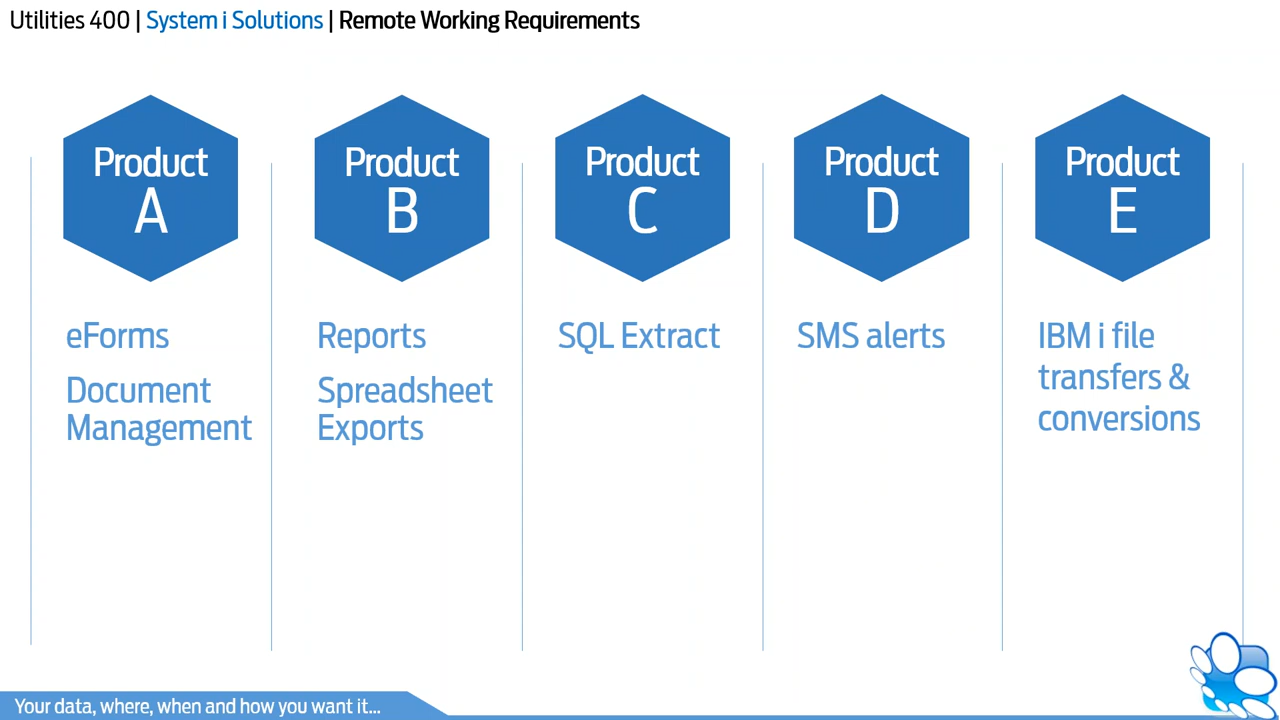 Utilities 400 | System i Solutions | Remote Working Requirements
Product
A
Product
B
Product
C
Product
D
Product
E
eForms
Document
Management
Reports
Spreadsheet
Exports
SQL Extract
SMS alerts
IBM i file
transfers &
conversions
Your data, where, when and how you want it...